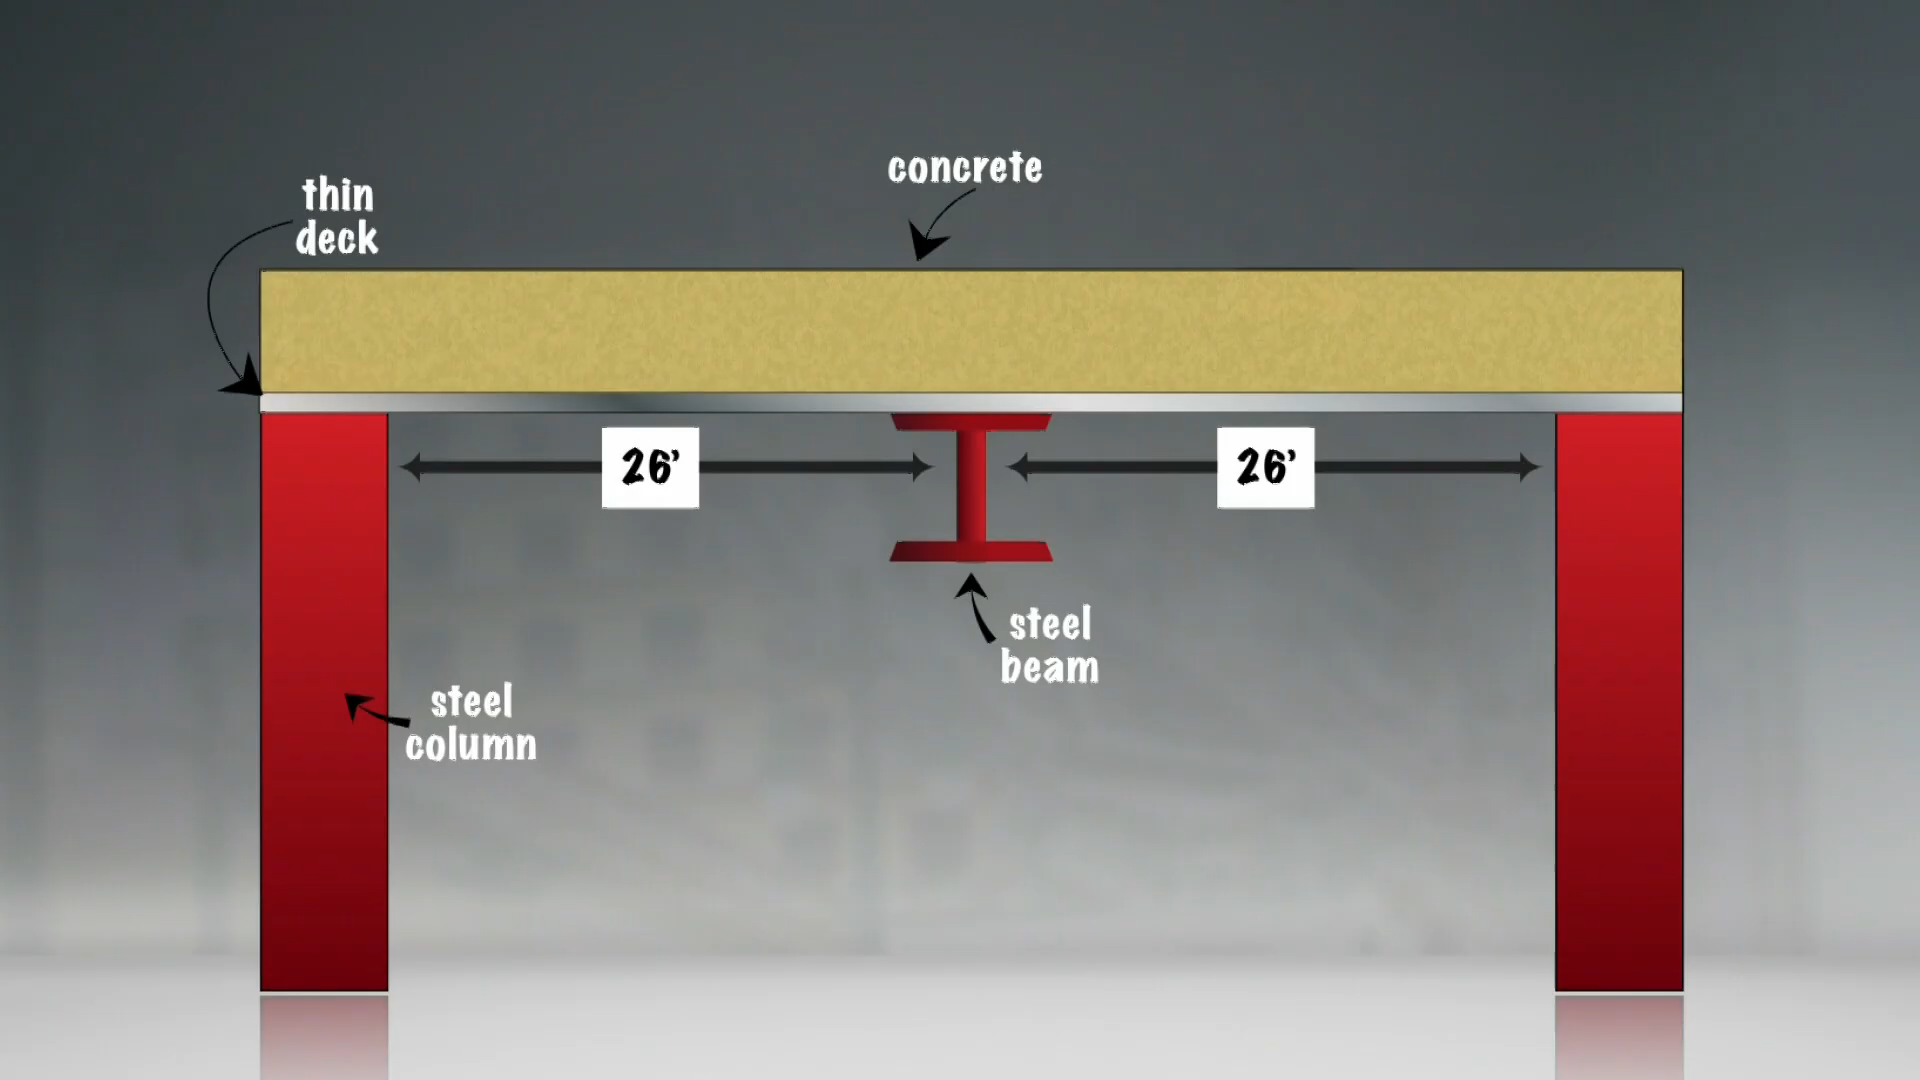 concrete
thin
deck
26’
26’
steel
beam
steel
column